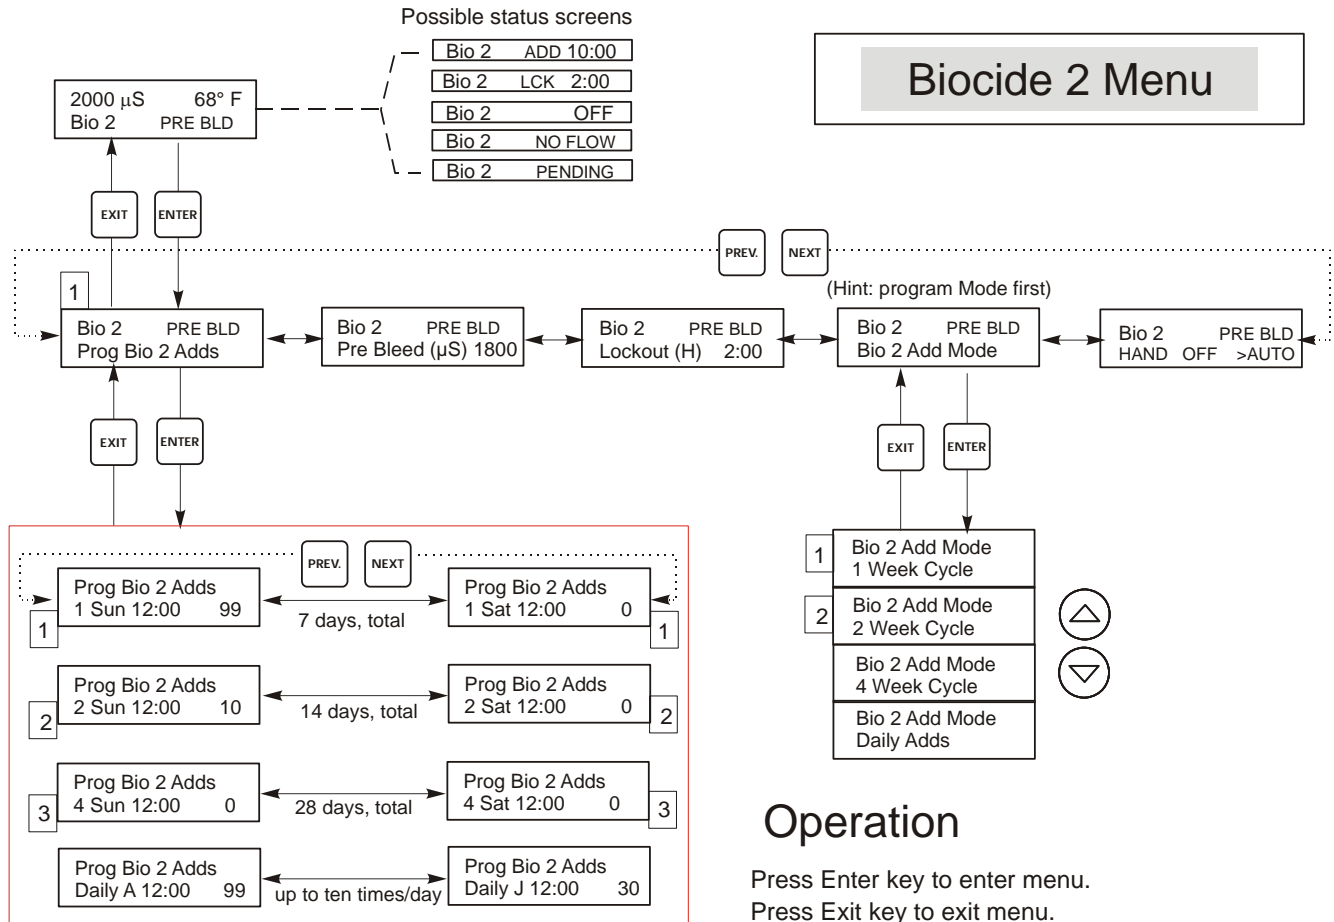 Possible status screens
Bio 2 ADD 10:00
Bio 2 LCK 2:00
Bio 2 OFF
Bio 2 NO FLOW
Bio 2 PENDING
Biocide 2 Menu
2000 µS 68° F
Bio 2 PRE BLD
EXIT
ENTER
PREV.
NEXT
(Hint: program Mode first)
1
Bio 2 PRE BLD
Prog Bio 2 Adds
Bio 2 PRE BLD
Pre Bleed (µS) 1800
Bio 2 PRE BLD
Lockout (H) 2:00
Bio 2 PRE BLD
Bio 2 Add Mode
Bio 2 PRE BLD
HAND OFF >AUTO
EXIT
ENTER
EXIT
ENTER
PREV.
NEXT
Prog Bio 2 Adds
1 Sun 12:00 99
1
7 days, total
Prog Bio 2 Adds
1 Sat 12:00 0
1
Prog Bio 2 Adds
2 Sun 12:00 10
2
14 days, total
Prog Bio 2 Adds
2 Sat 12:00 0
2
Prog Bio 2 Adds
4 Sun 12:00 0
3
28 days, total
Prog Bio 2 Adds
4 Sat 12:00 0
3
Prog Bio 2 Adds
Daily A 12:00 99
up to ten times/day
Prog Bio 2 Adds
Daily J 12:00 30
1
Bio 2 Add Mode
1 Week Cycle
2
Bio 2 Add Mode
2 Week Cycle
Bio 2 Add Mode
4 Week Cycle
Bio 2 Add Mode
Daily Adds
Operation
Press Enter key to enter menu.
Press Exit key to exit menu.